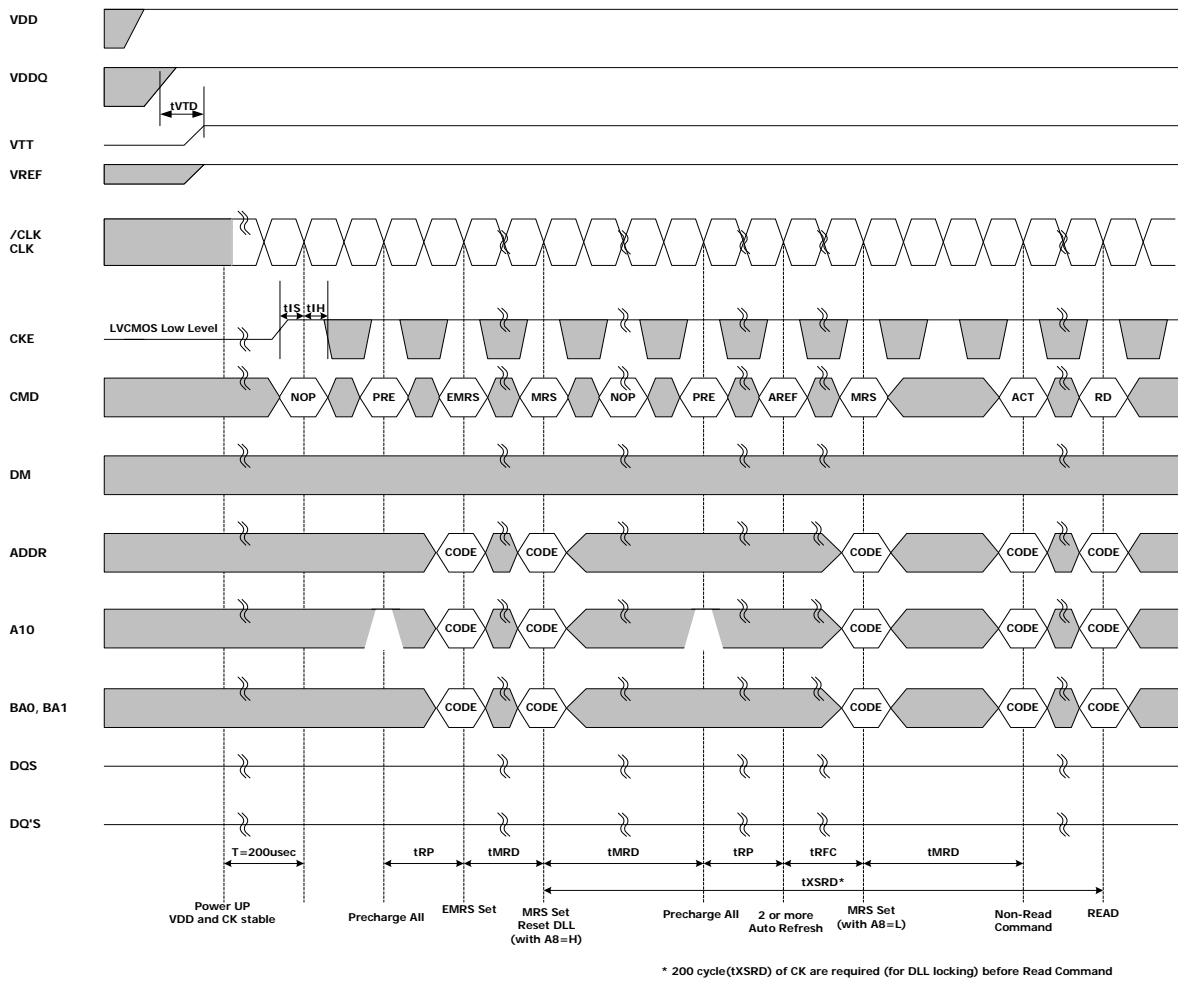 VDD
VDDQ
tVTD
VTT
VREF
/CLK
CLK
tIS tIH
LVCMOS Low Level
CKE
CMD NOP PRE EMRS MRS NOP PRE AREF MRS ACT RD
DM
ADDR CODE CODE CODE CODE CODE
A10 CODE CODE CODE CODE CODE
BA0, BA1 CODE CODE CODE CODE CODE
DQS
DQ'S
T=200usec tRP tMRD tMRD tRP tRFC tMRD
tXSRD*
Power UP
VDD and CK stable
Precharge All
EMRS Set
MRS Set
Reset DLL
(with A8=H)
Precharge All
2 or more
Auto Refresh
MRS Set
(with A8=L)
Non-Read
Command
READ
* 200 cycle(tXSRD) of CK are required (for DLL locking) before Read Command